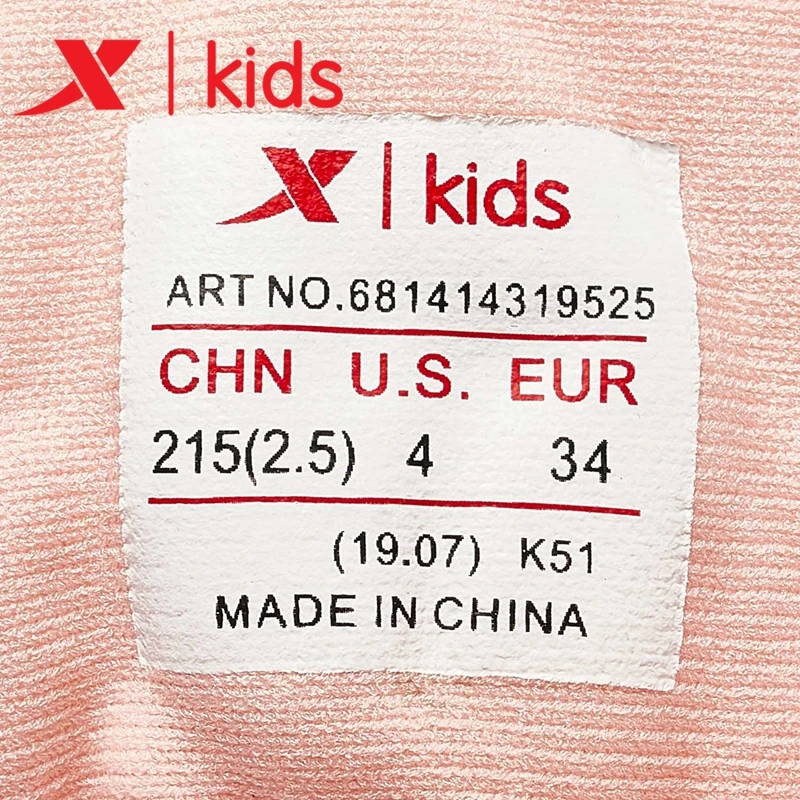 kids
kids
ART NO.681414319525
CHN U.S. EUR
215(2.5) 4 34
(19.07) K51
MADE IN CHINA